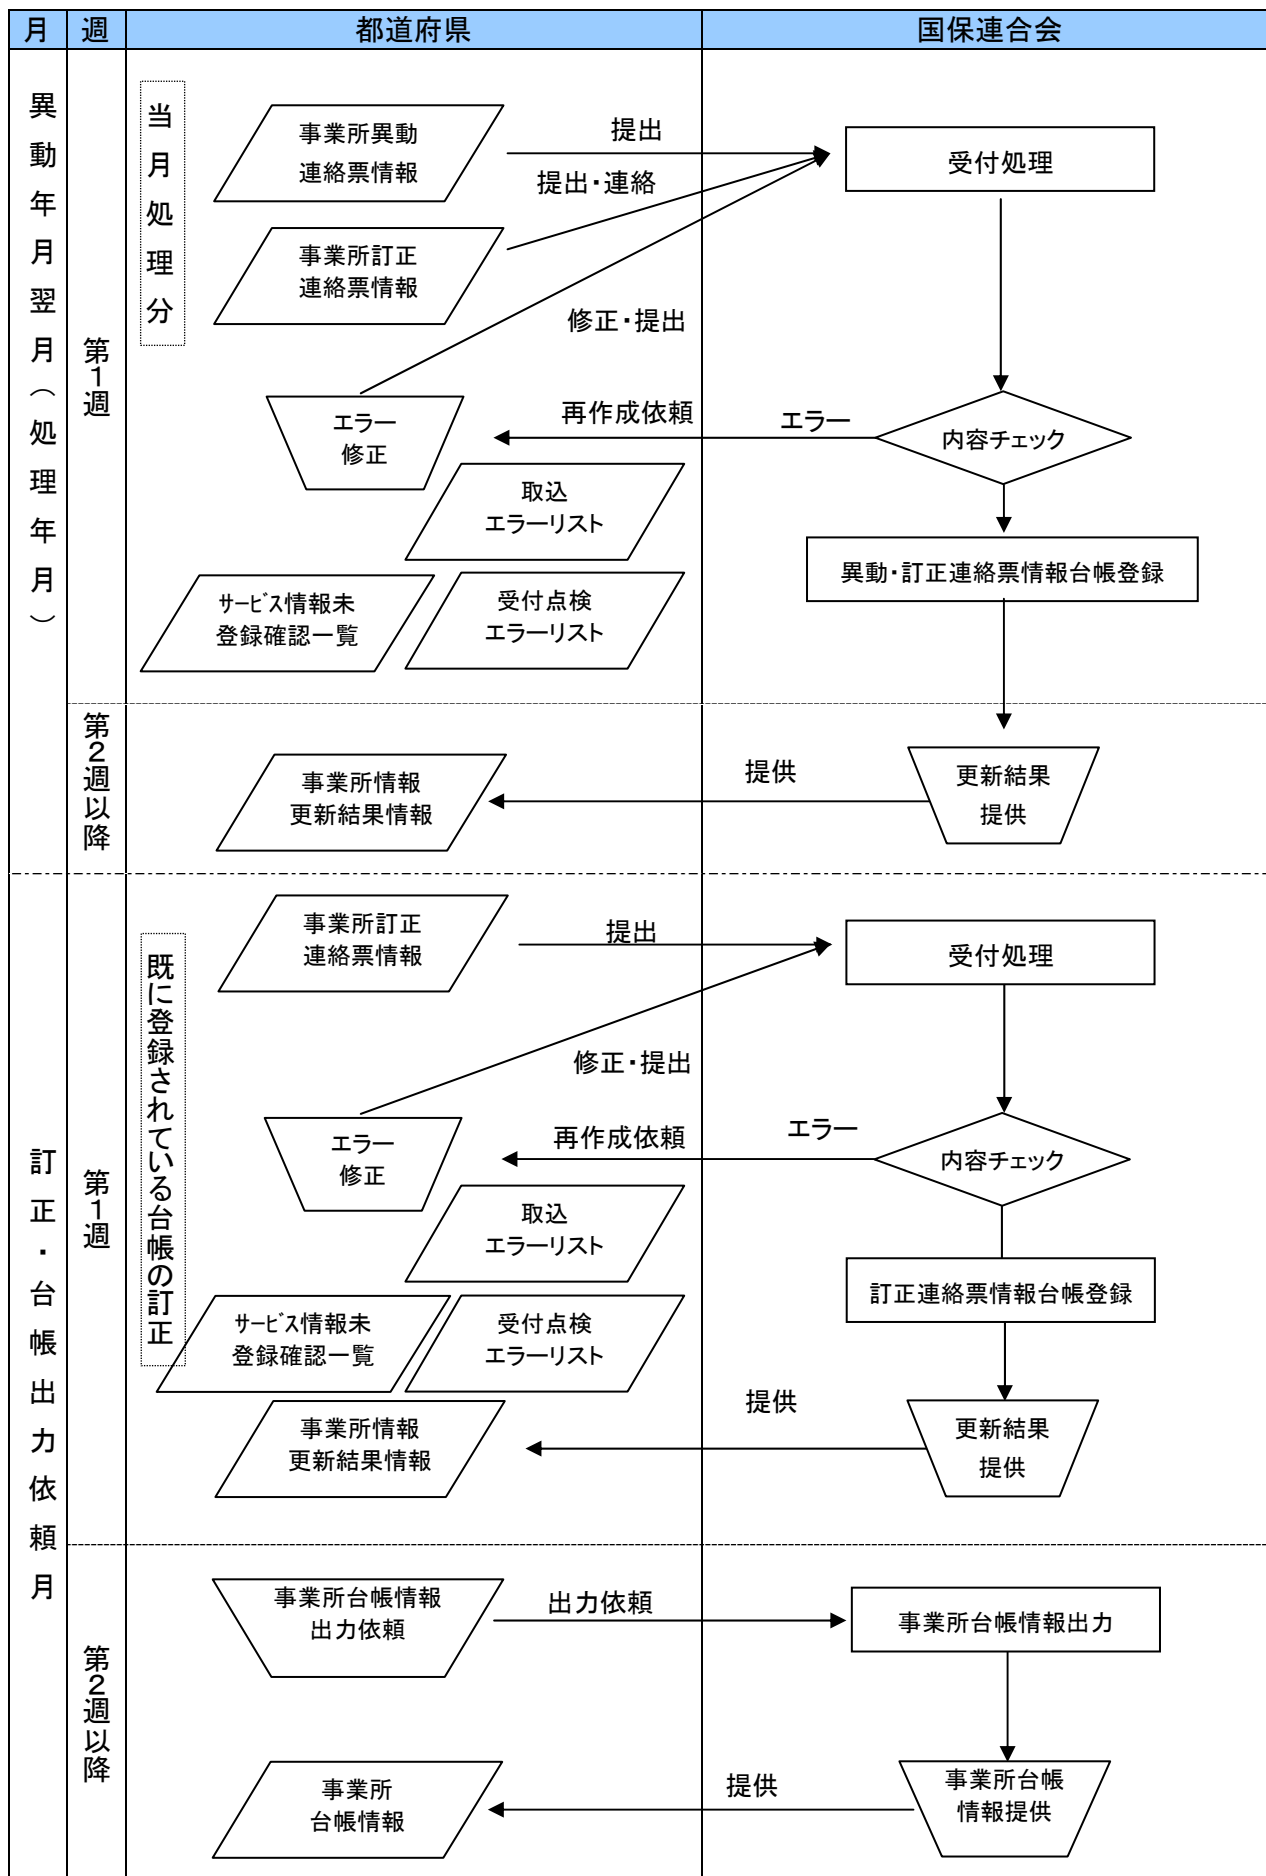 月
週
都道府県
国保連合会
異動年月翌月（処理年月）
第1週
当月処理分
事業所異動
連絡票情報
提出
受付処理
提出・連絡
事業所訂正
連絡票情報
修正・提出
エラー
修正
再作成依頼
エラー
内容チェック
取込
エラーリスト
異動・訂正連絡票情報台帳登録
サービス情報未
登録確認一覧
受付点検
エラーリスト
第2週以降
事業所情報
更新結果情報
提供
更新結果
提供
訂正・台帳出力依頼月
第1週
既に登録されている台帳の訂正
事業所訂正
連絡票情報
提出
受付処理
修正・提出
エラー
修正
再作成依頼
エラー
内容チェック
取込
エラーリスト
訂正連絡票情報台帳登録
サービス情報未
登録確認一覧
受付点検
エラーリスト
事業所情報
更新結果情報
提供
更新結果
提供
第2週以降
事業所台帳情報
出力依頼
出力依頼
事業所台帳情報出力
事業所
台帳情報
提供
事業所台帳
情報提供